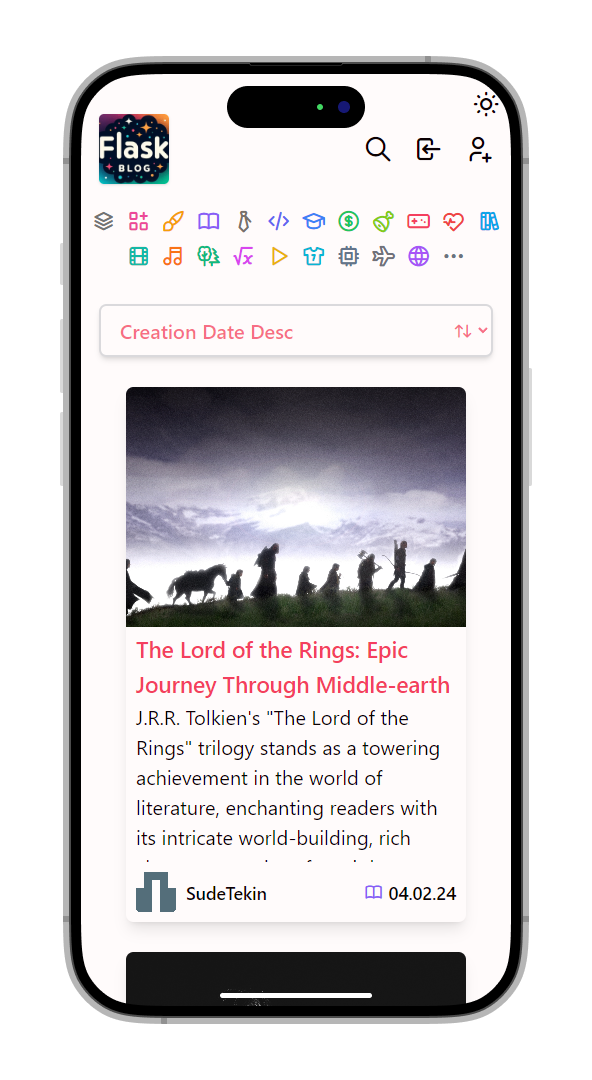 Flask
BLOG
Creation Date Desc
The Lord of the Rings: Epic
Journey Through Middle-earth
J.R.R. Tolkien's "The Lord of the
Rings" trilogy stands as a towering
achievement in the world of
literature, enchanting readers with
its intricate world-building, rich
SudeTekin
04.02.24